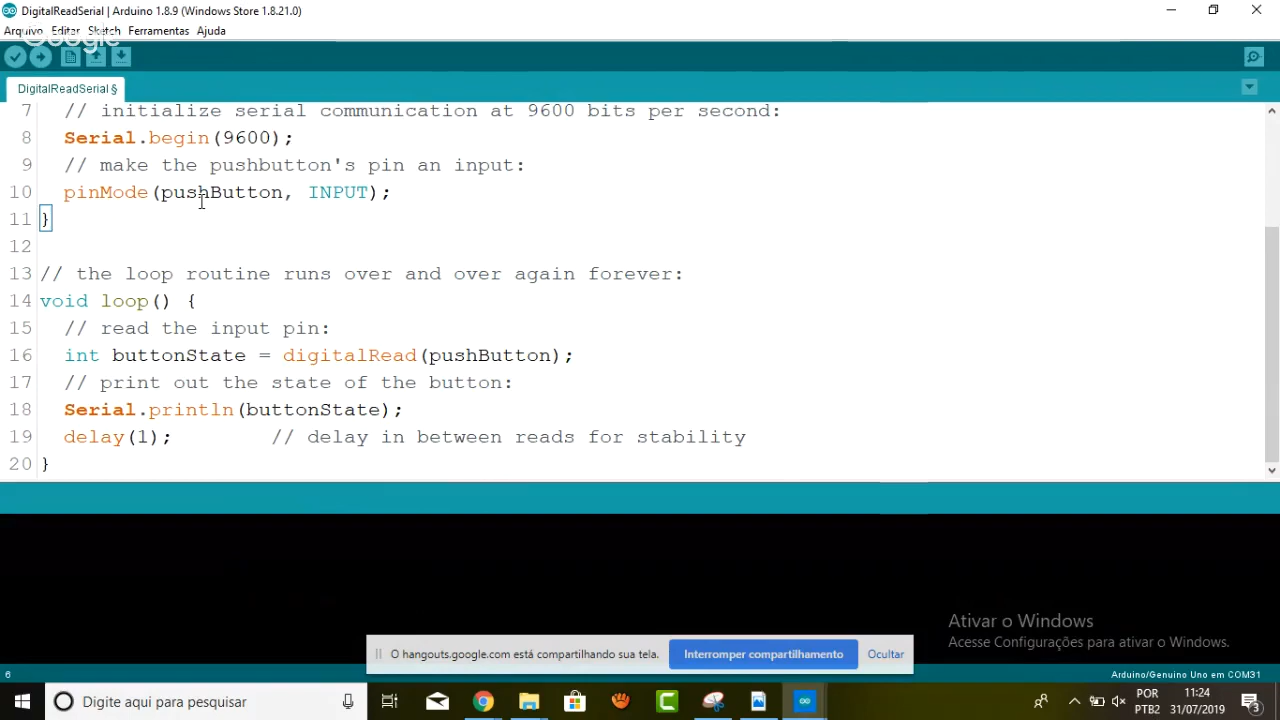 DigitalReadSerial | Arduino 1.8.9 (Windows Store 1.8.21.0)
Arquivo Editar Sketch Ferramentas Ajuda
Google
DigitalReadSerial §
7 // initialize serial communication at 9600 bits per second:
8 Serial.begin(9600);
9 // make the pushbutton's pin an input:
10 pinMode(pushButton, INPUT);
11 }
12
13 // the loop routine runs over and over again forever:
14 void loop() {
15 // read the input pin:
16 int buttonState = digitalRead(pushButton);
17 // print out the state of the button:
18 Serial.println(buttonState);
19 delay(1); // delay in between reads for stability
20 }
Ativar o Windows
Acesse Configurações para ativar o Windows.
O hangouts.google.com está compartilhando sua tela. Interromper compartilhamento Ocultar
6 Arduino/Genuino Uno em COM31
Digite aqui para pesquisar
POR
PTB2
11:24
31/07/2019
3